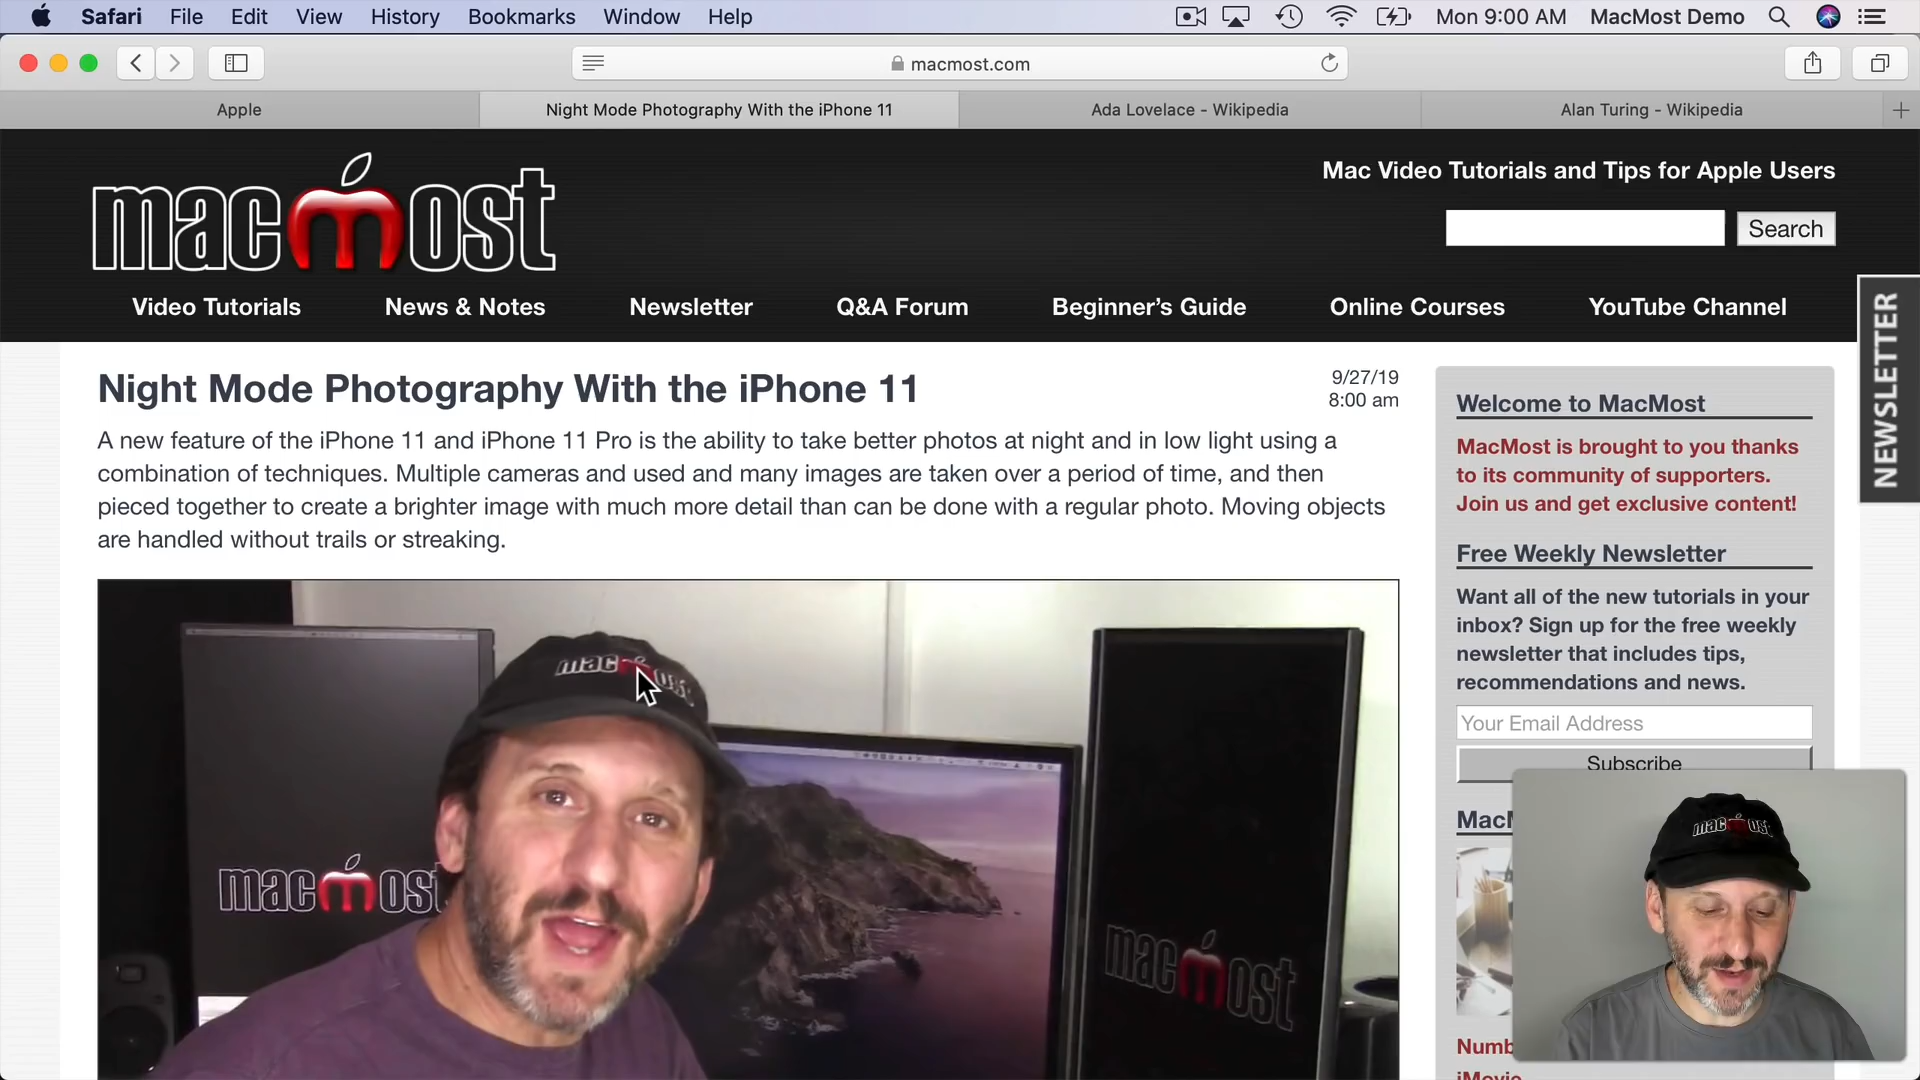 Safari File Edit View History Bookmarks Window Help Mon 9:00 AM MacMost Demo
macmost.com
Apple Night Mode Photography With the iPhone 11 Ada Lovelace - Wikipedia Alan Turing - Wikipedia
macmost
Mac Video Tutorials and Tips for Apple Users
Search
Video Tutorials News & Notes Newsletter Q&A Forum Beginner's Guide Online Courses YouTube Channel
NEWSLETTER
Night Mode Photography With the iPhone 11
9/27/19
8:00 am
A new feature of the iPhone 11 and iPhone 11 Pro is the ability to take better photos at night and in low light using a
combination of techniques. Multiple cameras and used and many images are taken over a period of time, and then
pieced together to create a brighter image with much more detail than can be done with a regular photo. Moving objects
are handled without trails or streaking.
macmost
macmost
macmost
Welcome to MacMost
MacMost is brought to you thanks
to its community of supporters.
Join us and get exclusive content!
Free Weekly Newsletter
Want all of the new tutorials in your
inbox? Sign up for the free weekly
newsletter that includes tips,
recommendations and news.
Your Email Address
Subscribe
macmost
iMovie